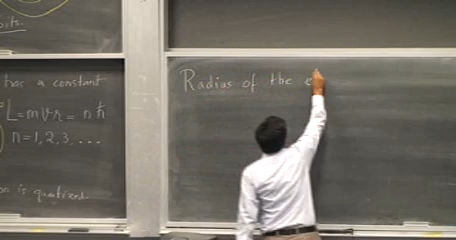 has a constant
L = mvr = nħ
n = 1, 2, 3, ...
is quantized.
Radius of the